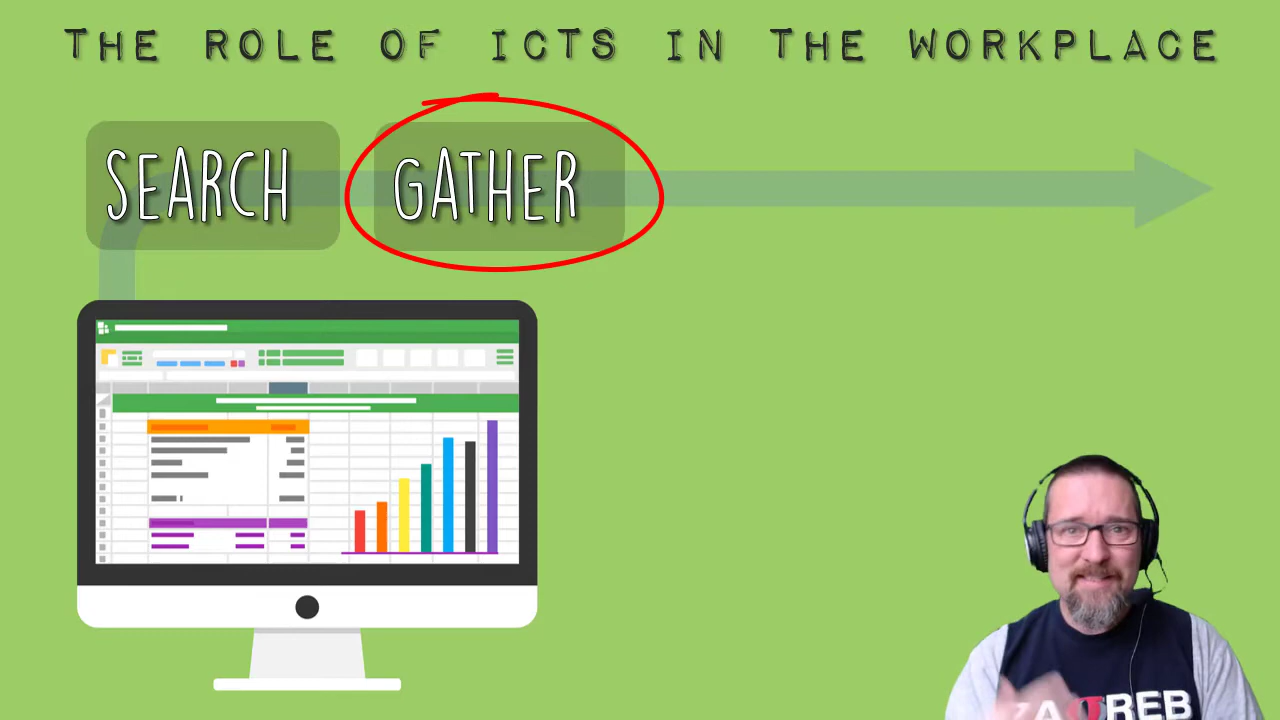 THE ROLE OF ICTS IN THE WORKPLACE
SEARCH
GATHER